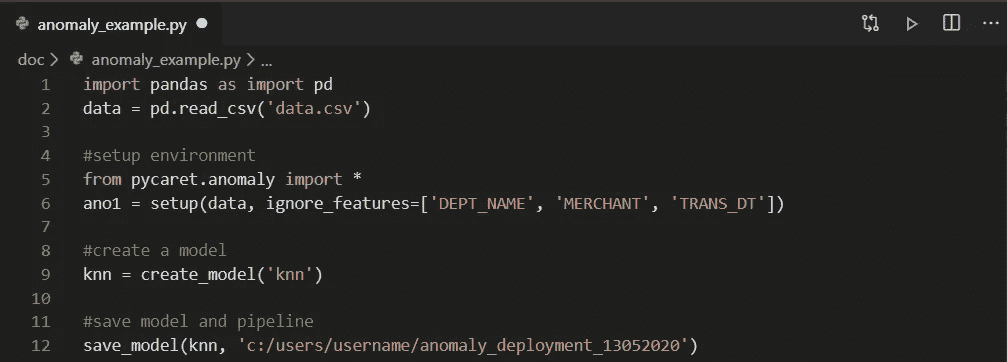 anomaly_example.py
doc > anomaly_example.py > ...
1 import pandas as import pd
2 data = pd.read_csv('data.csv')
3
4 #setup environment
5 from pycaret.anomaly import *
6 ano1 = setup(data, ignore_features=['DEPT_NAME', 'MERCHANT', 'TRANS_DT'])
7
8 #create a model
9 knn = create_model('knn')
10
11 #save model and pipeline
12 save_model(knn, 'c:/users/username/anomaly_deployment_13052020')